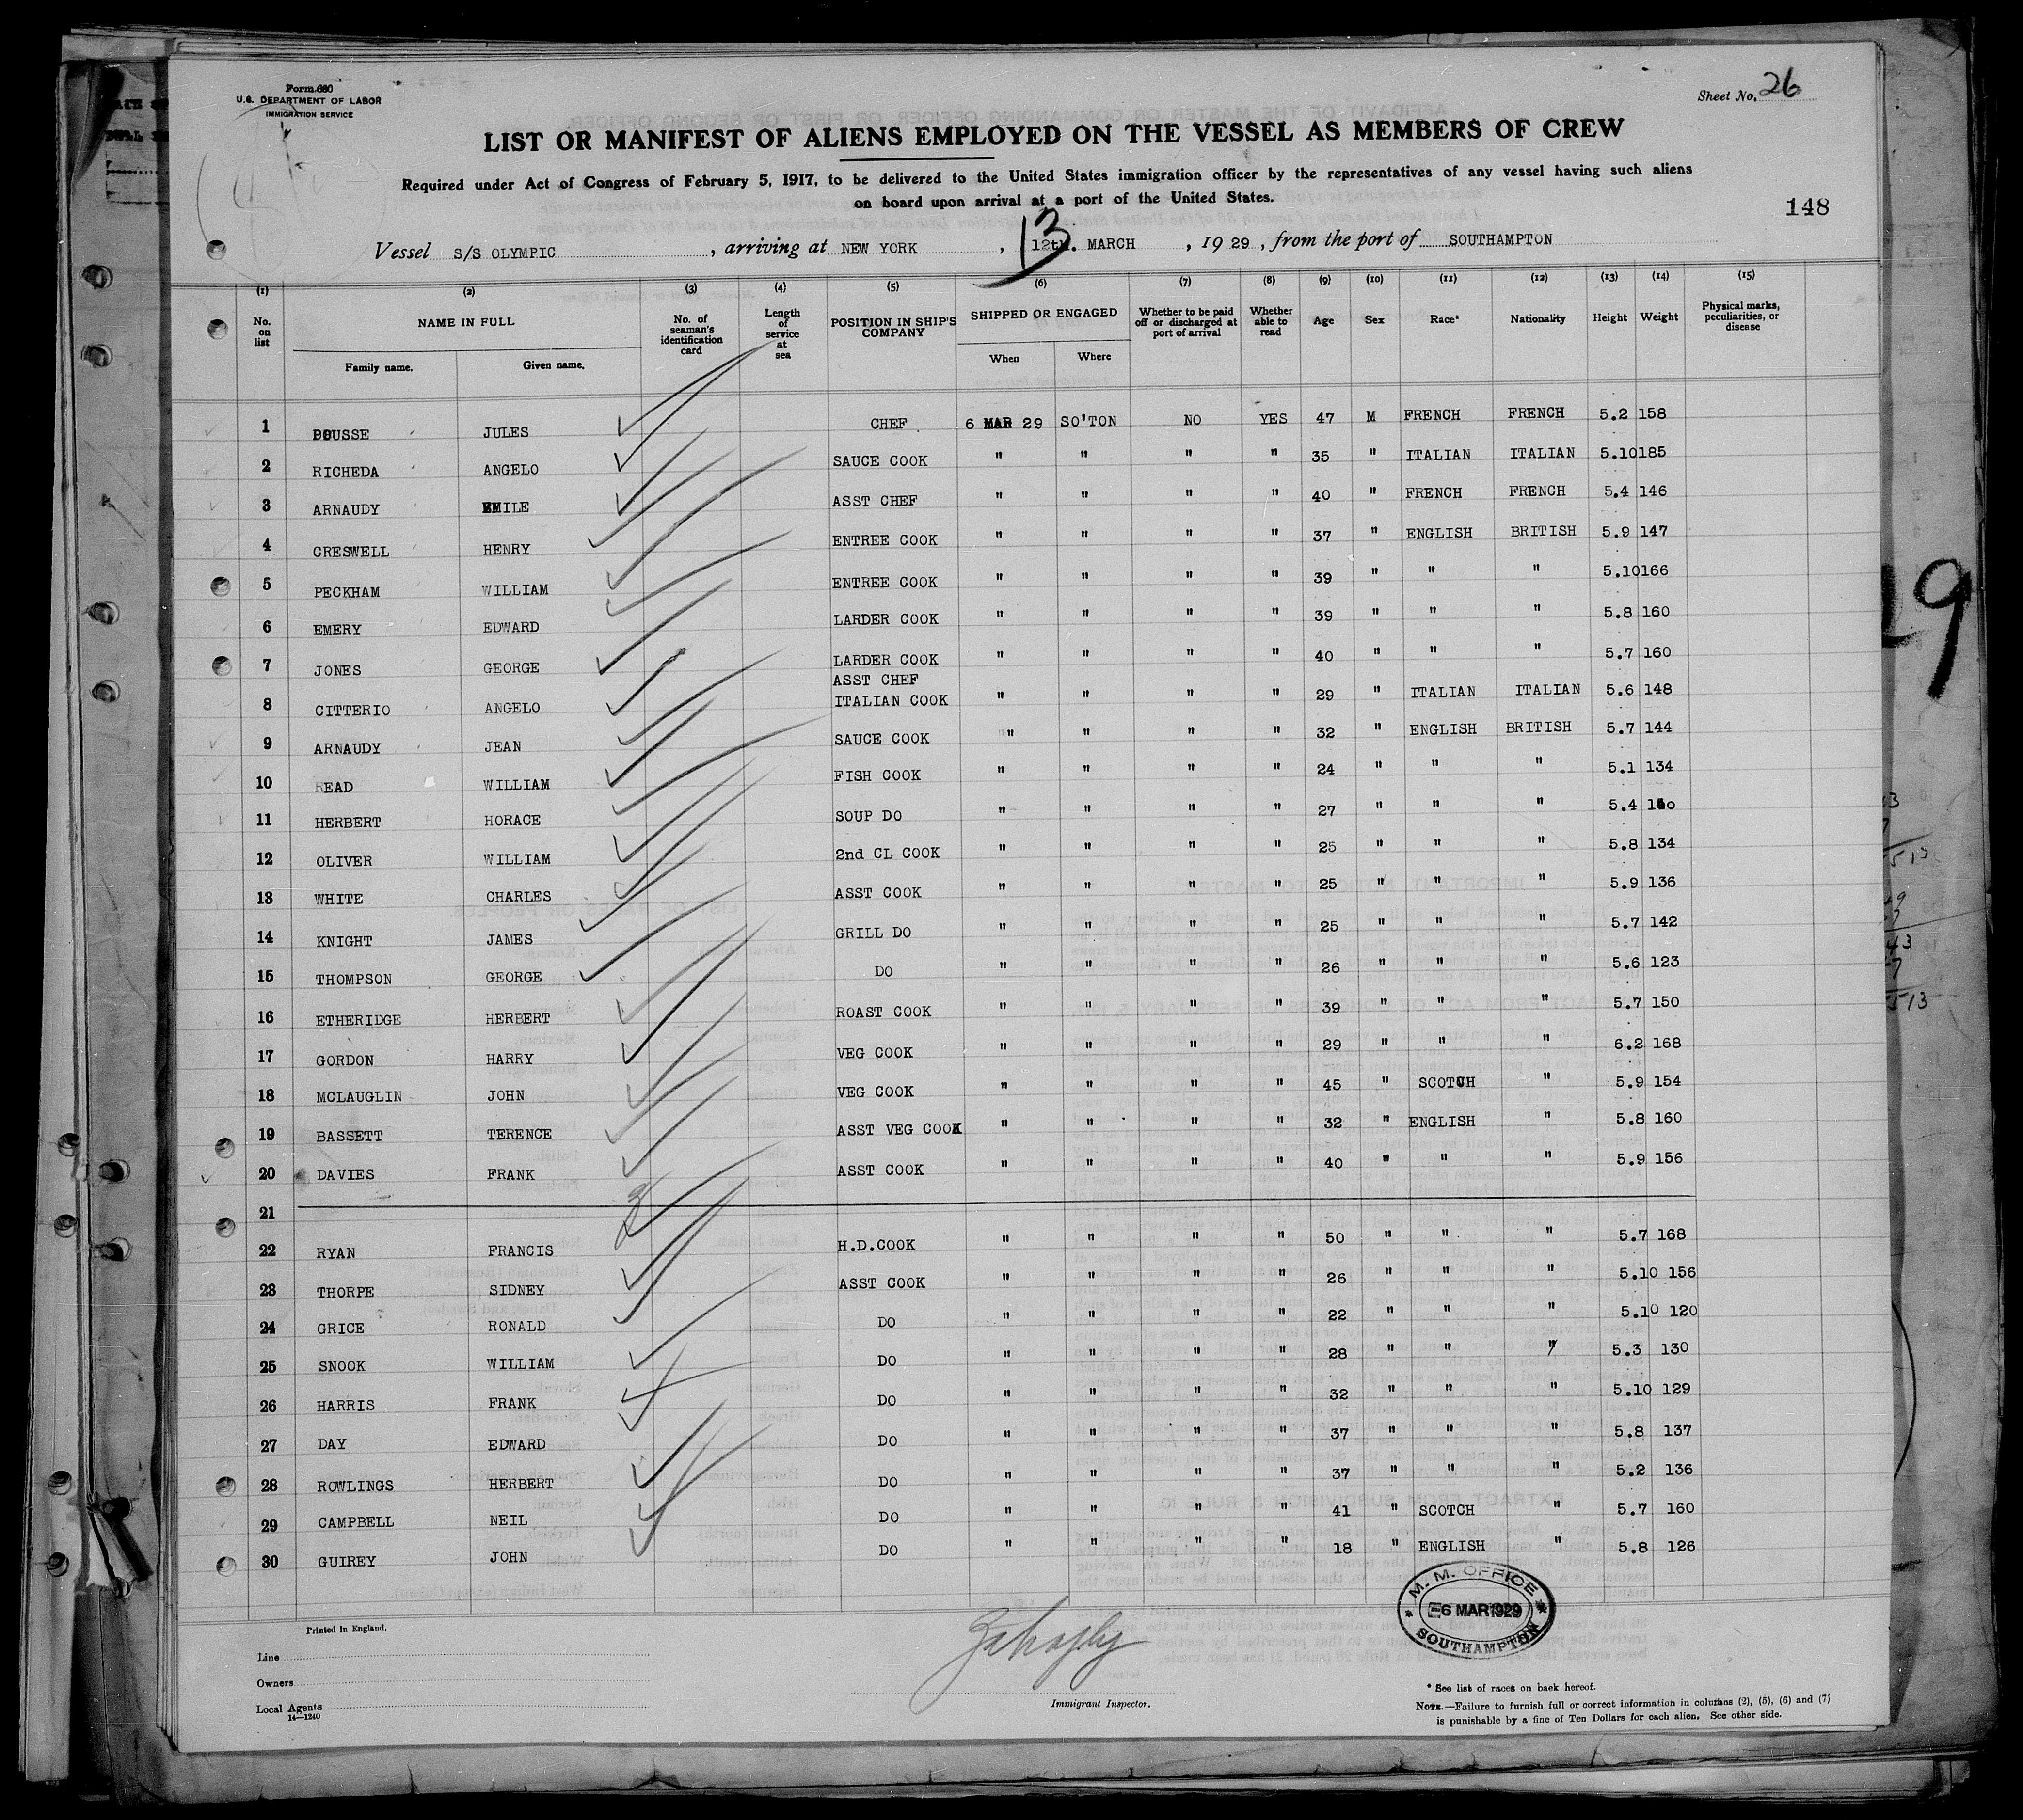 Form 680
U.S. DEPARTMENT OF LABOR
IMMIGRATION SERVICE
Sheet No. 26
LIST OR MANIFEST OF ALIENS EMPLOYED ON THE VESSEL AS MEMBERS OF CREW
Required under Act of Congress of February 5, 1917, to be delivered to the United States immigration officer by the representatives of any vessel having such aliens
on board upon arrival at a port of the United States.
148
Vessel S/S OLYMPIC, arriving at NEW YORK, 13 12th. MARCH, 1929, from the port of SOUTHAMPTON
(1) (2) (3) (4) (5) (6) (7) (8) (9) (10) (11) (12) (13) (14) (15)
No. on list NAME IN FULL Family name. Given name. No. of seaman's identification card Length of service at sea POSITION IN SHIP'S COMPANY SHIPPED OR ENGAGED When Where Whether to be paid off or discharged at port of arrival Whether able to read Age Sex Race* Nationality Height Weight Physical marks, peculiarities, or disease
1 POUSSE JULES CHEF 6 MAR 29 SO'TON NO YES 47 M FRENCH FRENCH 5.2 158
2 RICHEDA ANGELO SAUCE COOK " " " " 35 " ITALIAN ITALIAN 5.10 185
3 ARNAUDY EMILE ASST CHEF " " " " 40 " FRENCH FRENCH 5.4 146
4 CRESWELL HENRY ENTREE COOK " " " " 37 " ENGLISH BRITISH 5.9 147
5 PECKHAM WILLIAM ENTREE COOK " " " " 39 " " " 5.10 166
6 EMERY EDWARD LARDER COOK " " " " 39 " " " 5.8 160
7 JONES GEORGE LARDER COOK " " " " 40 " " " 5.7 160
8 CITTERIO ANGELO ASST CHEF ITALIAN COOK " " " " 29 " ITALIAN ITALIAN 5.6 148
9 ARNAUDY JEAN SAUCE COOK " " " " 32 " ENGLISH BRITISH 5.7 144
10 READ WILLIAM FISH COOK " " " " 24 " " " 5.1 134
11 HERBERT HORACE SOUP DO " " " " 27 " " " 5.4
12 OLIVER WILLIAM 2nd CL COOK " " " " 25 " " " 5.8 134
13 WHITE CHARLES ASST COOK " " " " 25 " " " 5.9 136
14 KNIGHT JAMES GRILL DO " " " " 25 " " " 5.7 142
15 THOMPSON GEORGE DO " " " " 26 " " " 5.6 123
16 ETHERIDGE HERBERT ROAST COOK " " " " 39 " " " 5.7 150
17 GORDON HARRY VEG COOK " " " " 29 " " " 6.2 168
18 MCLAUGLIN JOHN VEG COOK " " " " 45 " SCOTCH " 5.9 154
19 BASSETT TERENCE ASST VEG COOK " " " " 32 " ENGLISH " 5.8 160
20 DAVIES FRANK ASST COOK " " " " 40 " " " 5.9 156
21
22 RYAN FRANCIS H.D.COOK " " " " 50 " " " 5.7 168
23 THORPE SIDNEY ASST COOK " " " " 26 " " " 5.10 156
24 GRICE RONALD DO " " " " 22 " " " 5.10 120
25 SNOOK WILLIAM DO " " " " 28 " " " 5.3 130
26 HARRIS FRANK DO " " " " 32 " " " 5.10 129
27 DAY EDWARD DO " " " " 37 " " " 5.8 137
28 ROWLINGS HERBERT DO " " " " 37 " " " 5.2 136
29 CAMPBELL NEIL DO " " " " 41 " SCOTCH " 5.7 160
30 GUIREY JOHN DO " " " " 18 " ENGLISH " 5.8 126
M. M. OFFICE
6 MAR 1929
SOUTHAMPTON
Printed in England.
Line
Owners
Local Agents
14—1240
Immigrant Inspector.
* See list of races on back hereof.
NOTE.—Failure to furnish full or correct information in columns (2), (5), (6) and (7)
is punishable by a fine of Ten Dollars for each alien. See other side.